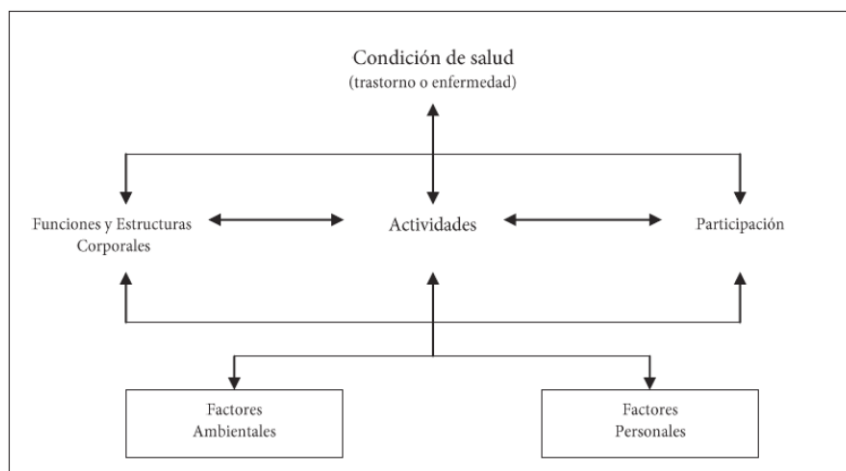 Condición de salud
(trastorno o enfermedad)
Funciones y Estructuras
Corporales
Actividades
Participación
Factores
Ambientales
Factores
Personales